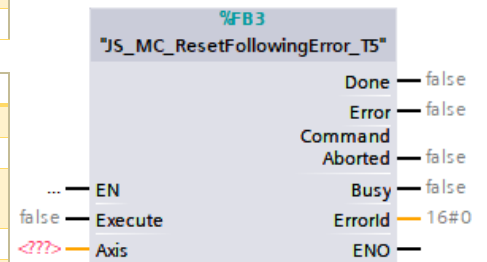 %FB3
"JS_MC_ResetFollowingError_T5"
Done false
Error false
Command
Aborted false
... EN Busy false
false Execute ErrorId 16#0
<???> Axis ENO